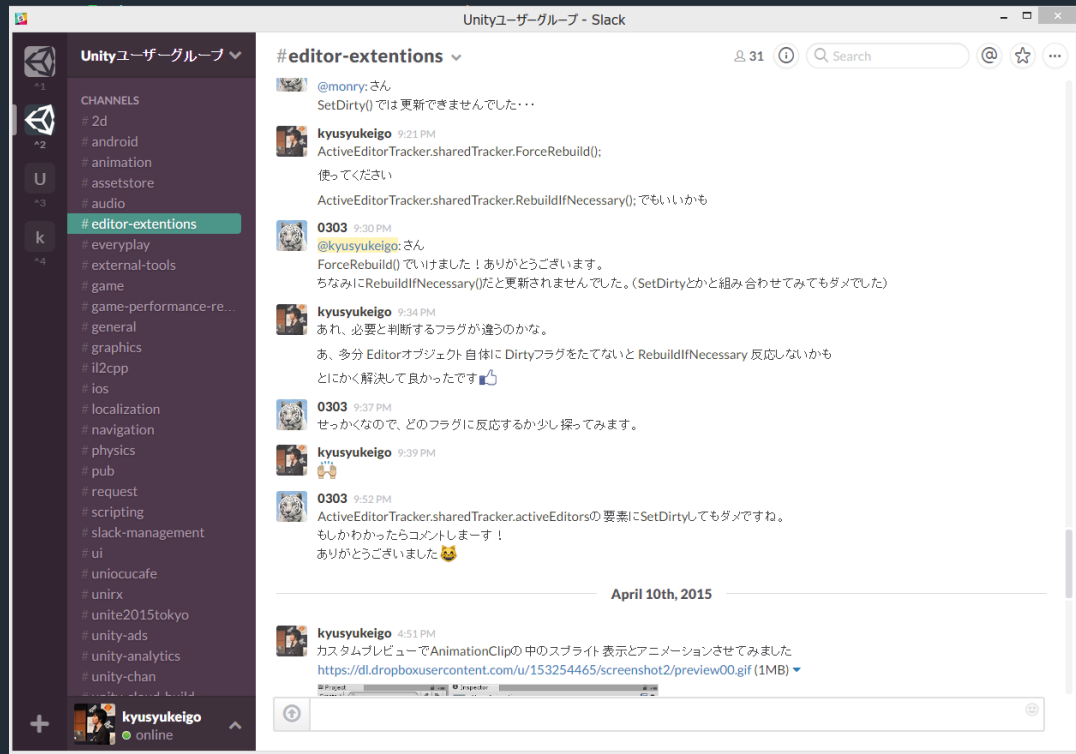 Unityユーザーグループ - Slack
^1
^2
U
^3
k
^4
Unityユーザーグループ
CHANNELS
# 2d
# android
# animation
# assetstore
# audio
# editor-extentions
# everyplay
# external-tools
# game
# game-performance-re...
# general
# graphics
# il2cpp
# ios
# localization
# navigation
# physics
# pub
# request
# scripting
# slack-management
# ui
# uniocucafe
# unirx
# unite2015tokyo
# unity-ads
# unity-analytics
# unity-chan
# unity-cloud-build
kyusyukeigo
online
#editor-extentions
31
Search
@monry: さん
SetDirty() では更新できませんでした・・・
kyusyukeigo 9:21 PM
ActiveEditorTracker.sharedTracker.ForceRebuild();
使ってください
ActiveEditorTracker.sharedTracker.RebuildIfNecessary(); でもいいかも
0303 9:30 PM
@kyusyukeigo: さん
ForceRebuild() でいけました！ありがとうございます。
ちなみにRebuildIfNecessary()だと更新されませんでした。（SetDirtyとかと組み合わせてみてもダメでした）
kyusyukeigo 9:34 PM
あれ、必要と判断するフラグが違うのかな。
あ、多分 Editorオブジェクト自体に Dirtyフラグをたてないと RebuildIfNecessary 反応しないかも
とにかく解決して良かったです
0303 9:37 PM
せっかくなので、どのフラグに反応するか少し探ってみます。
kyusyukeigo 9:39 PM
0303 9:52 PM
ActiveEditorTracker.sharedTracker.activeEditorsの要素にSetDirtyしてもダメですね。
もしかわかったらコメントしまーす！
ありがとうございました
April 10th, 2015
kyusyukeigo 4:51 PM
カスタムプレビューでAnimationClipの中のスプライト表示とアニメーションさせてみました
https://dl.dropboxusercontent.com/u/153254465/screenshot2/preview00.gif (1MB)
Project
Inspector